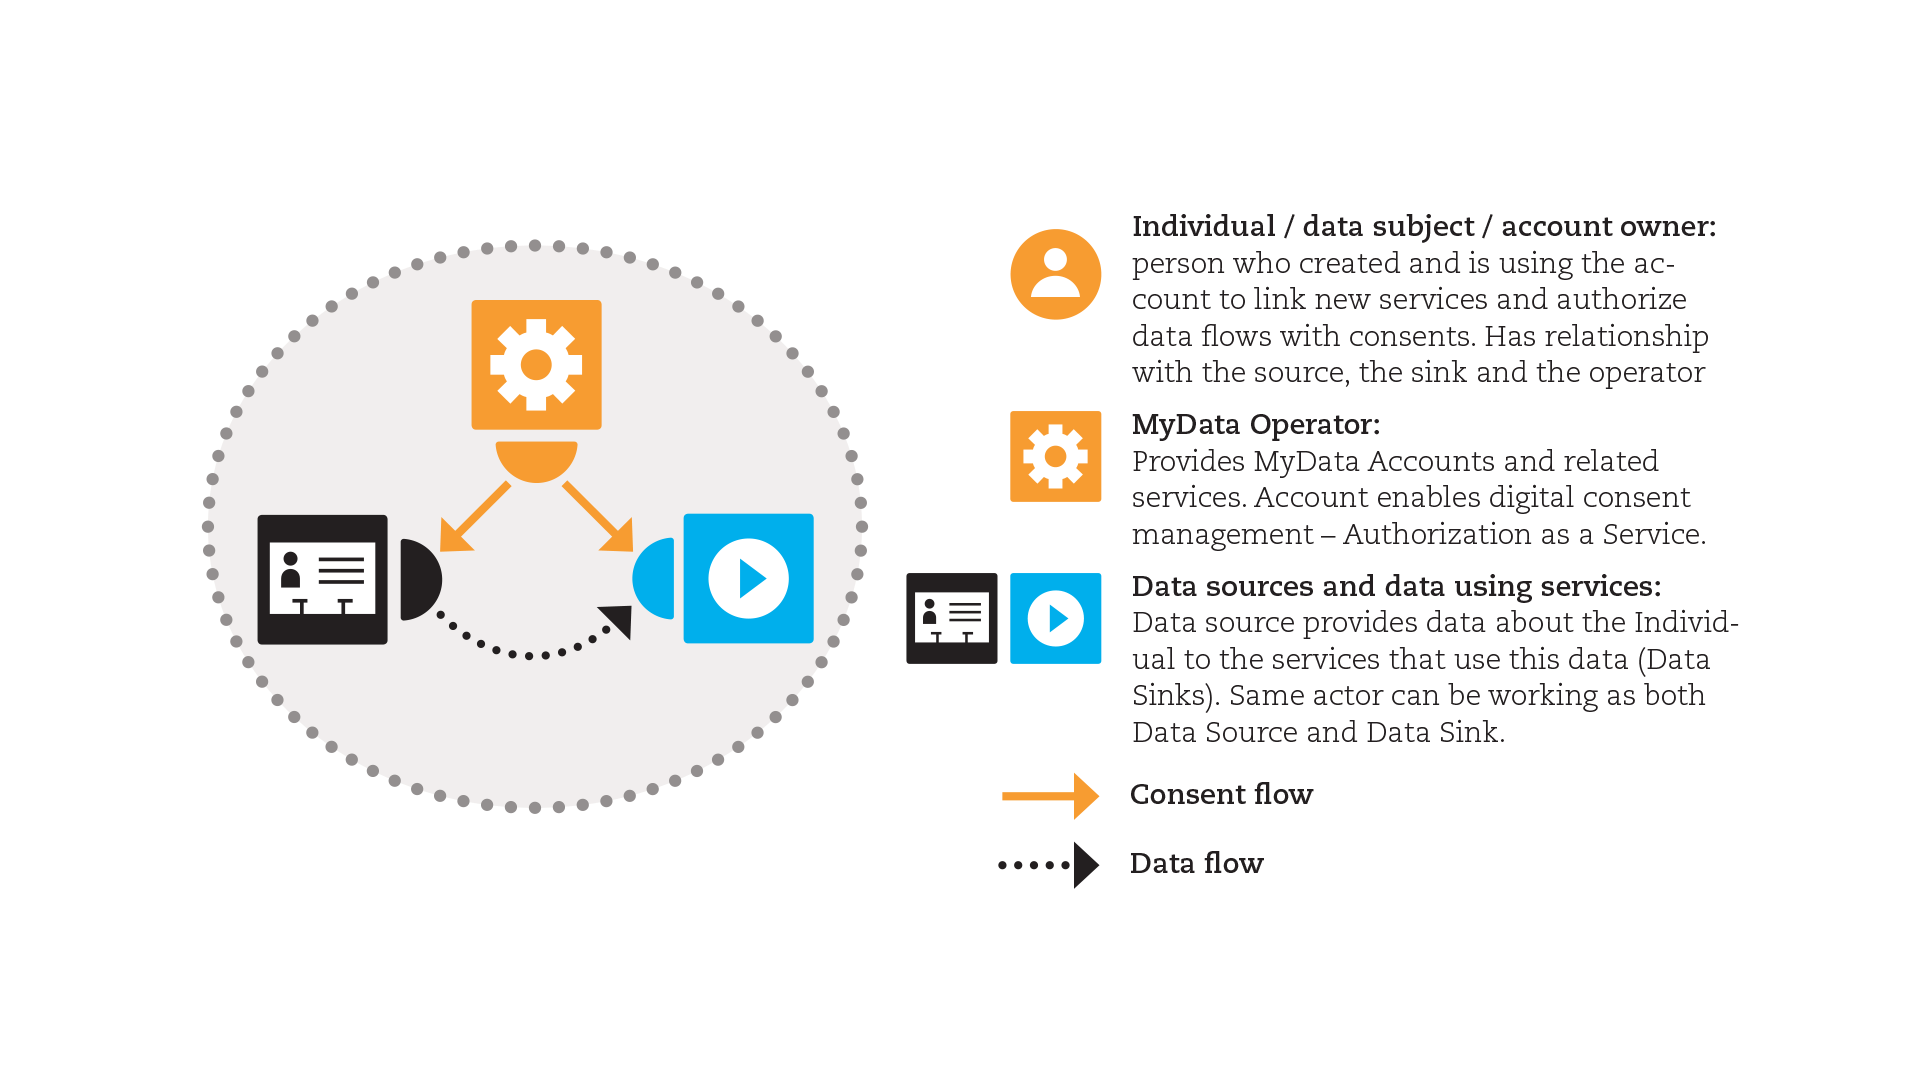 Individual / data subject / account owner:
person who created and is using the ac-
count to link new services and authorize
data flows with consents. Has relationship
with the source, the sink and the operator
MyData Operator:
Provides MyData Accounts and related
services. Account enables digital consent
management – Authorization as a Service.
Data sources and data using services:
Data source provides data about the Individ-
ual to the services that use this data (Data
Sinks). Same actor can be working as both
Data Source and Data Sink.
Consent flow
Data flow